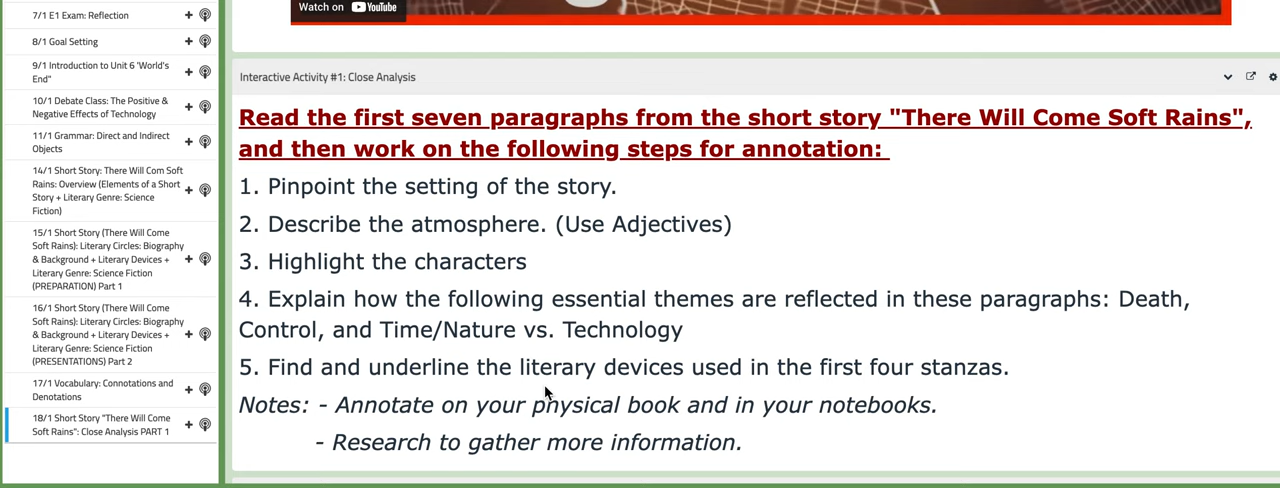 7/1 E1 Exam: Reflection
8/1 Goal Setting
9/1 Introduction to Unit 6 'World's
End"
10/1 Debate Class: The Positive &
Negative Effects of Technology
11/1 Grammar: Direct and Indirect
Objects
14/1 Short Story: There Will Com Soft
Rains: Overview (Elements of a Short
Story + Literary Genre: Science
Fiction)
15/1 Short Story (There Will Come
Soft Rains): Literary Circles: Biography
& Background + Literary Devices +
Literary Genre: Science Fiction
(PREPARATION) Part 1
16/1 Short Story (There Will Come
Soft Rains): Literary Circles: Biography
& Background + Literary Devices +
Literary Genre: Science Fiction
(PRESENTATIONS) Part 2
17/1 Vocabulary: Connotations and
Denotations
18/1 Short Story "There Will Come
Soft Rains": Close Analysis PART 1
Watch on YouTube
Interactive Activity #1: Close Analysis
Read the first seven paragraphs from the short story "There Will Come Soft Rains",
and then work on the following steps for annotation:
1. Pinpoint the setting of the story.
2. Describe the atmosphere. (Use Adjectives)
3. Highlight the characters
4. Explain how the following essential themes are reflected in these paragraphs: Death,
Control, and Time/Nature vs. Technology
5. Find and underline the literary devices used in the first four stanzas.
Notes: - Annotate on your physical book and in your notebooks.
- Research to gather more information.